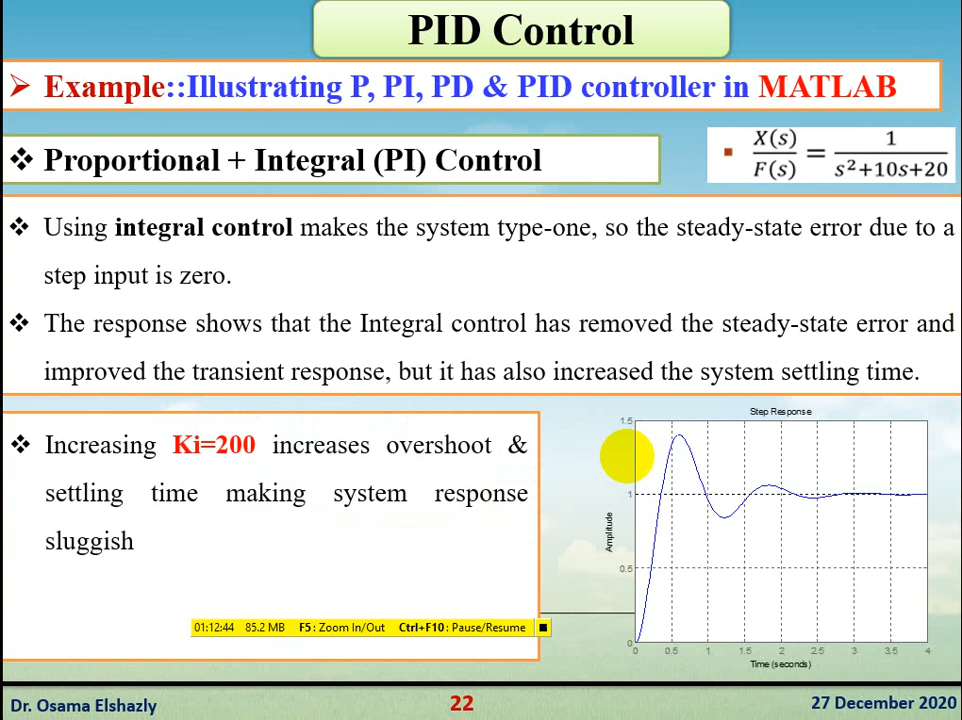 PID Control
➢ Example::Illustrating P, PI, PD & PID controller in MATLAB
❖ Proportional + Integral (PI) Control
▪ X(s)/F(s) = 1/(s²+10s+20)
❖ Using integral control makes the system type-one, so the steady-state error due to a
step input is zero.
❖ The response shows that the Integral control has removed the steady-state error and
improved the transient response, but it has also increased the system settling time.
❖ Increasing Ki=200 increases overshoot &
settling time making system response
sluggish
Step Response
1.5
1
0.5
0
Amplitude
0 0.5 1 1.5 2 2.5 3 3.5 4
Time (seconds)
01:12:44 85.2 MB F5: Zoom In/Out Ctrl+F10: Pause/Resume
Dr. Osama Elshazly
22
27 December 2020